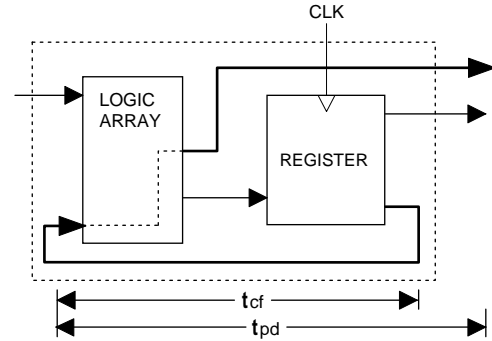 CLK
LOGIC
ARRAY
REGISTER
tcf
tpd